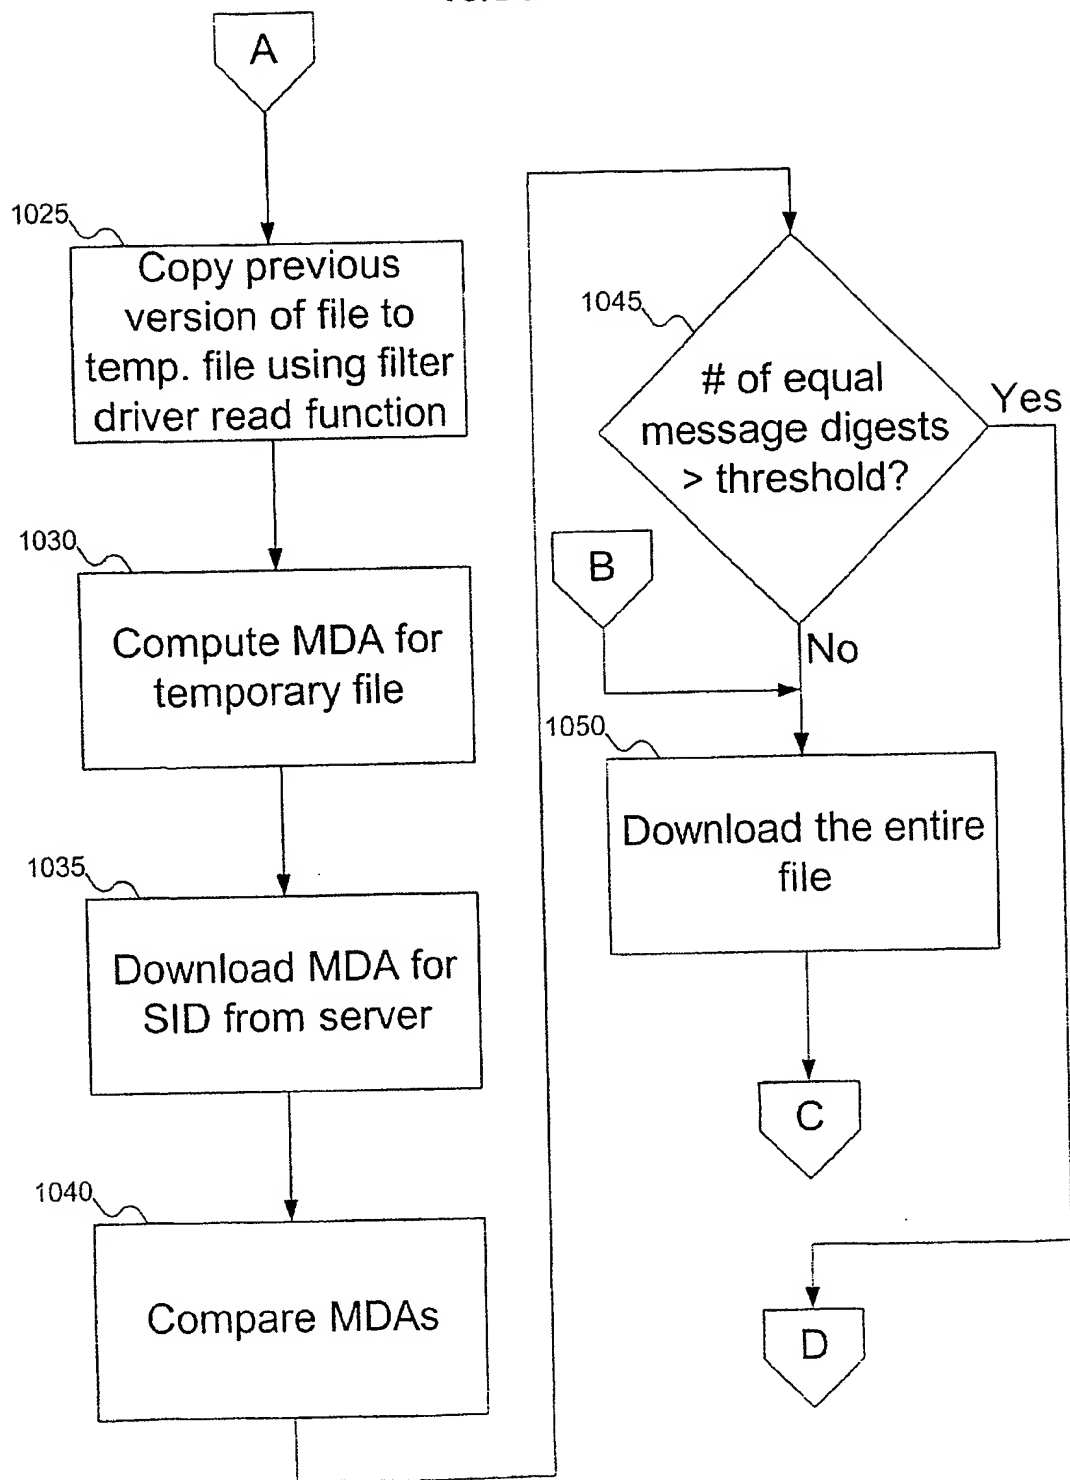 A
1025
Copy previous
version of file to
temp. file using filter
driver read function
1030
Compute MDA for
temporary file
1035
Download MDA for
SID from server
1040
Compare MDAs
1045
# of equal
message digests
> threshold?
Yes
B
No
1050
Download the entire
file
C
D